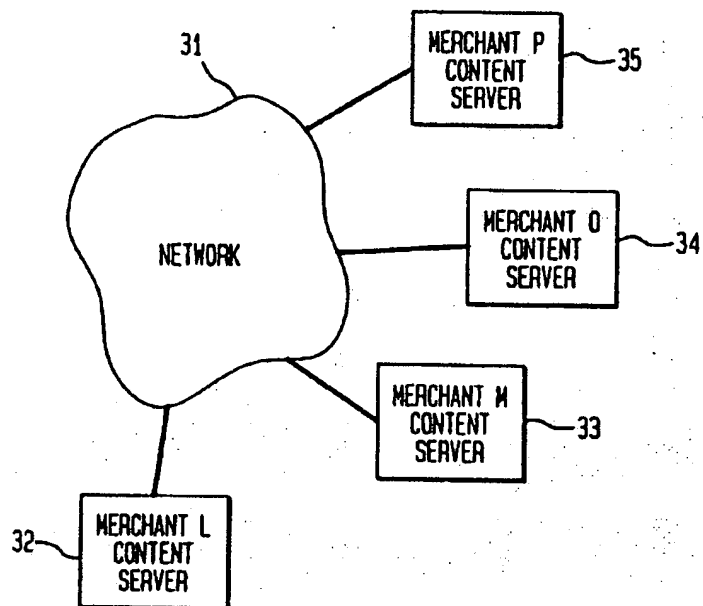 31
MERCHANT P
CONTENT
SERVER
35
NETWORK
MERCHANT O
CONTENT
SERVER
34
MERCHANT M
CONTENT
SERVER
33
32
MERCHANT L
CONTENT
SERVER